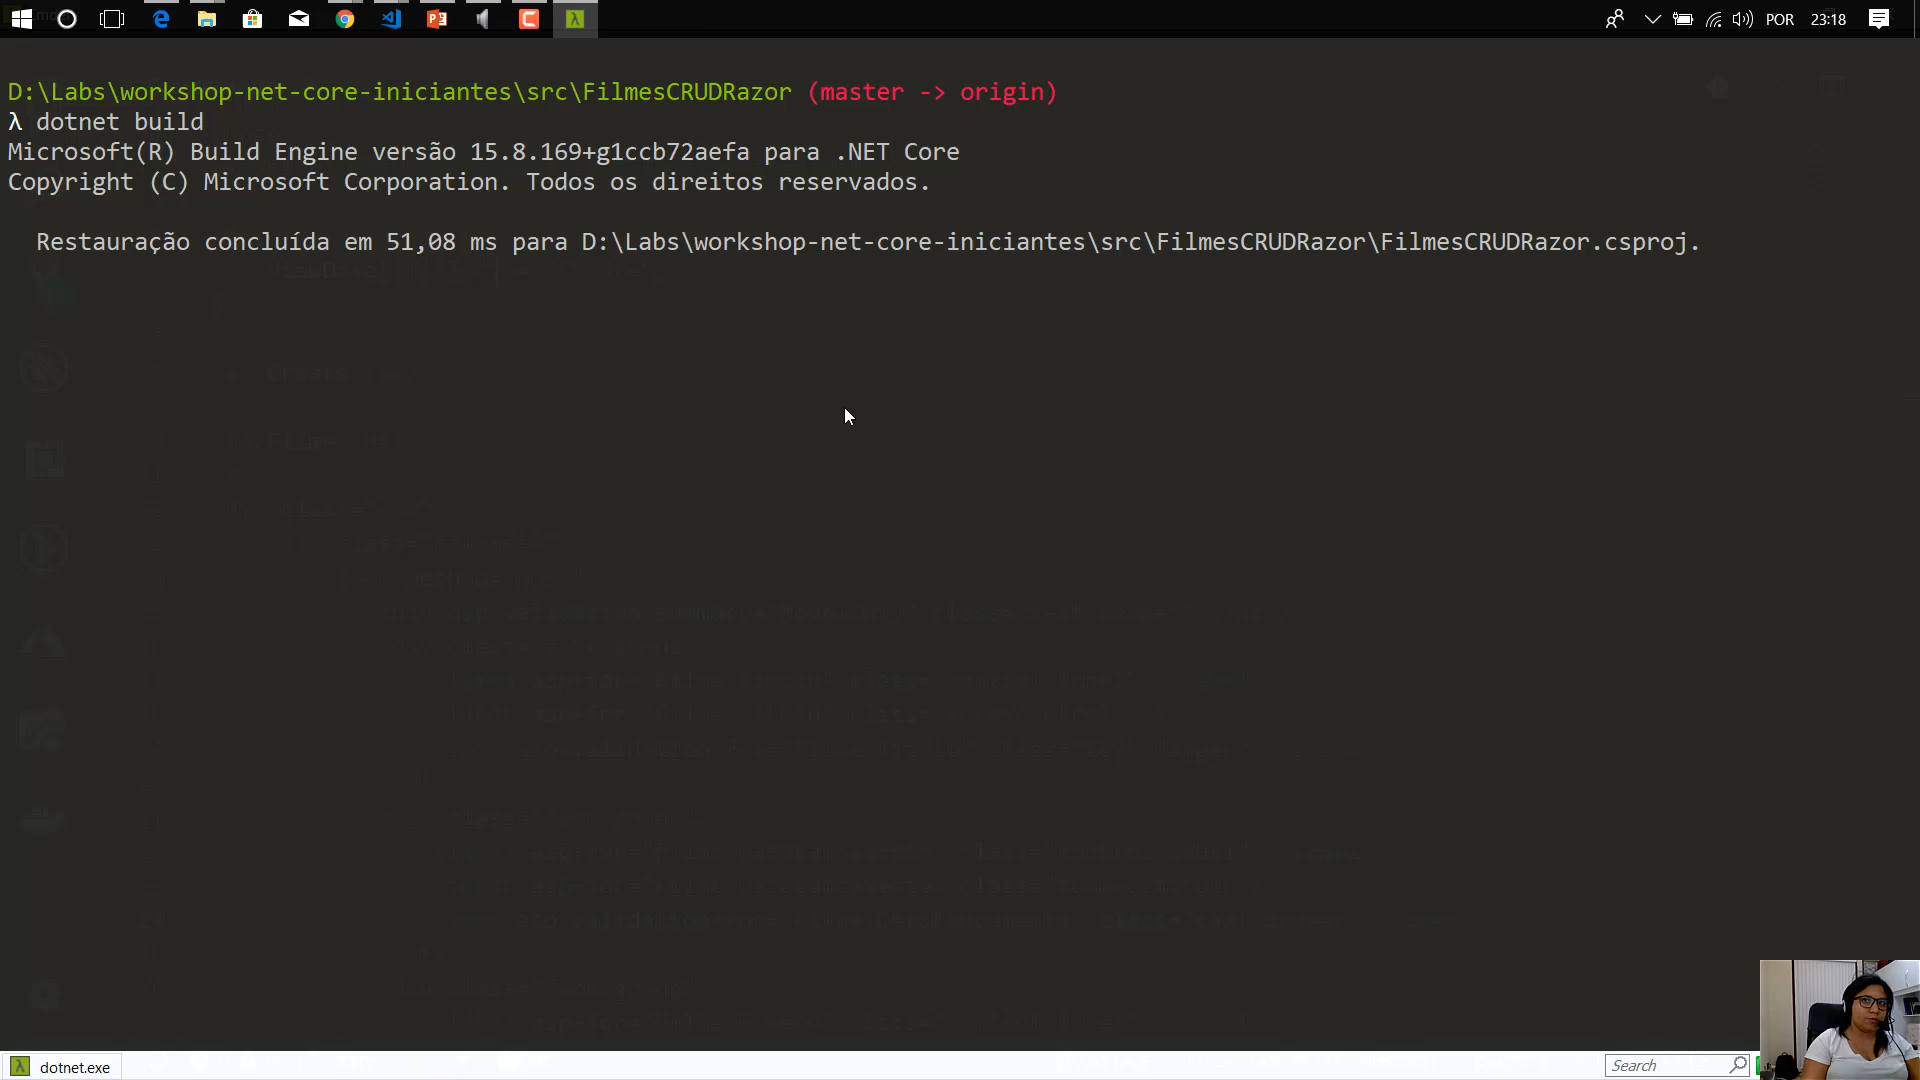 POR 23:18
D:\Labs\workshop-net-core-iniciantes\src\FilmesCRUDRazor (master -> origin)
λ dotnet build
Microsoft(R) Build Engine versão 15.8.169+g1ccb72aefa para .NET Core
Copyright (C) Microsoft Corporation. Todos os direitos reservados.
Restauração concluída em 51,08 ms para D:\Labs\workshop-net-core-iniciantes\src\FilmesCRUDRazor\FilmesCRUDRazor.csproj.
λ dotnet.exe
Search